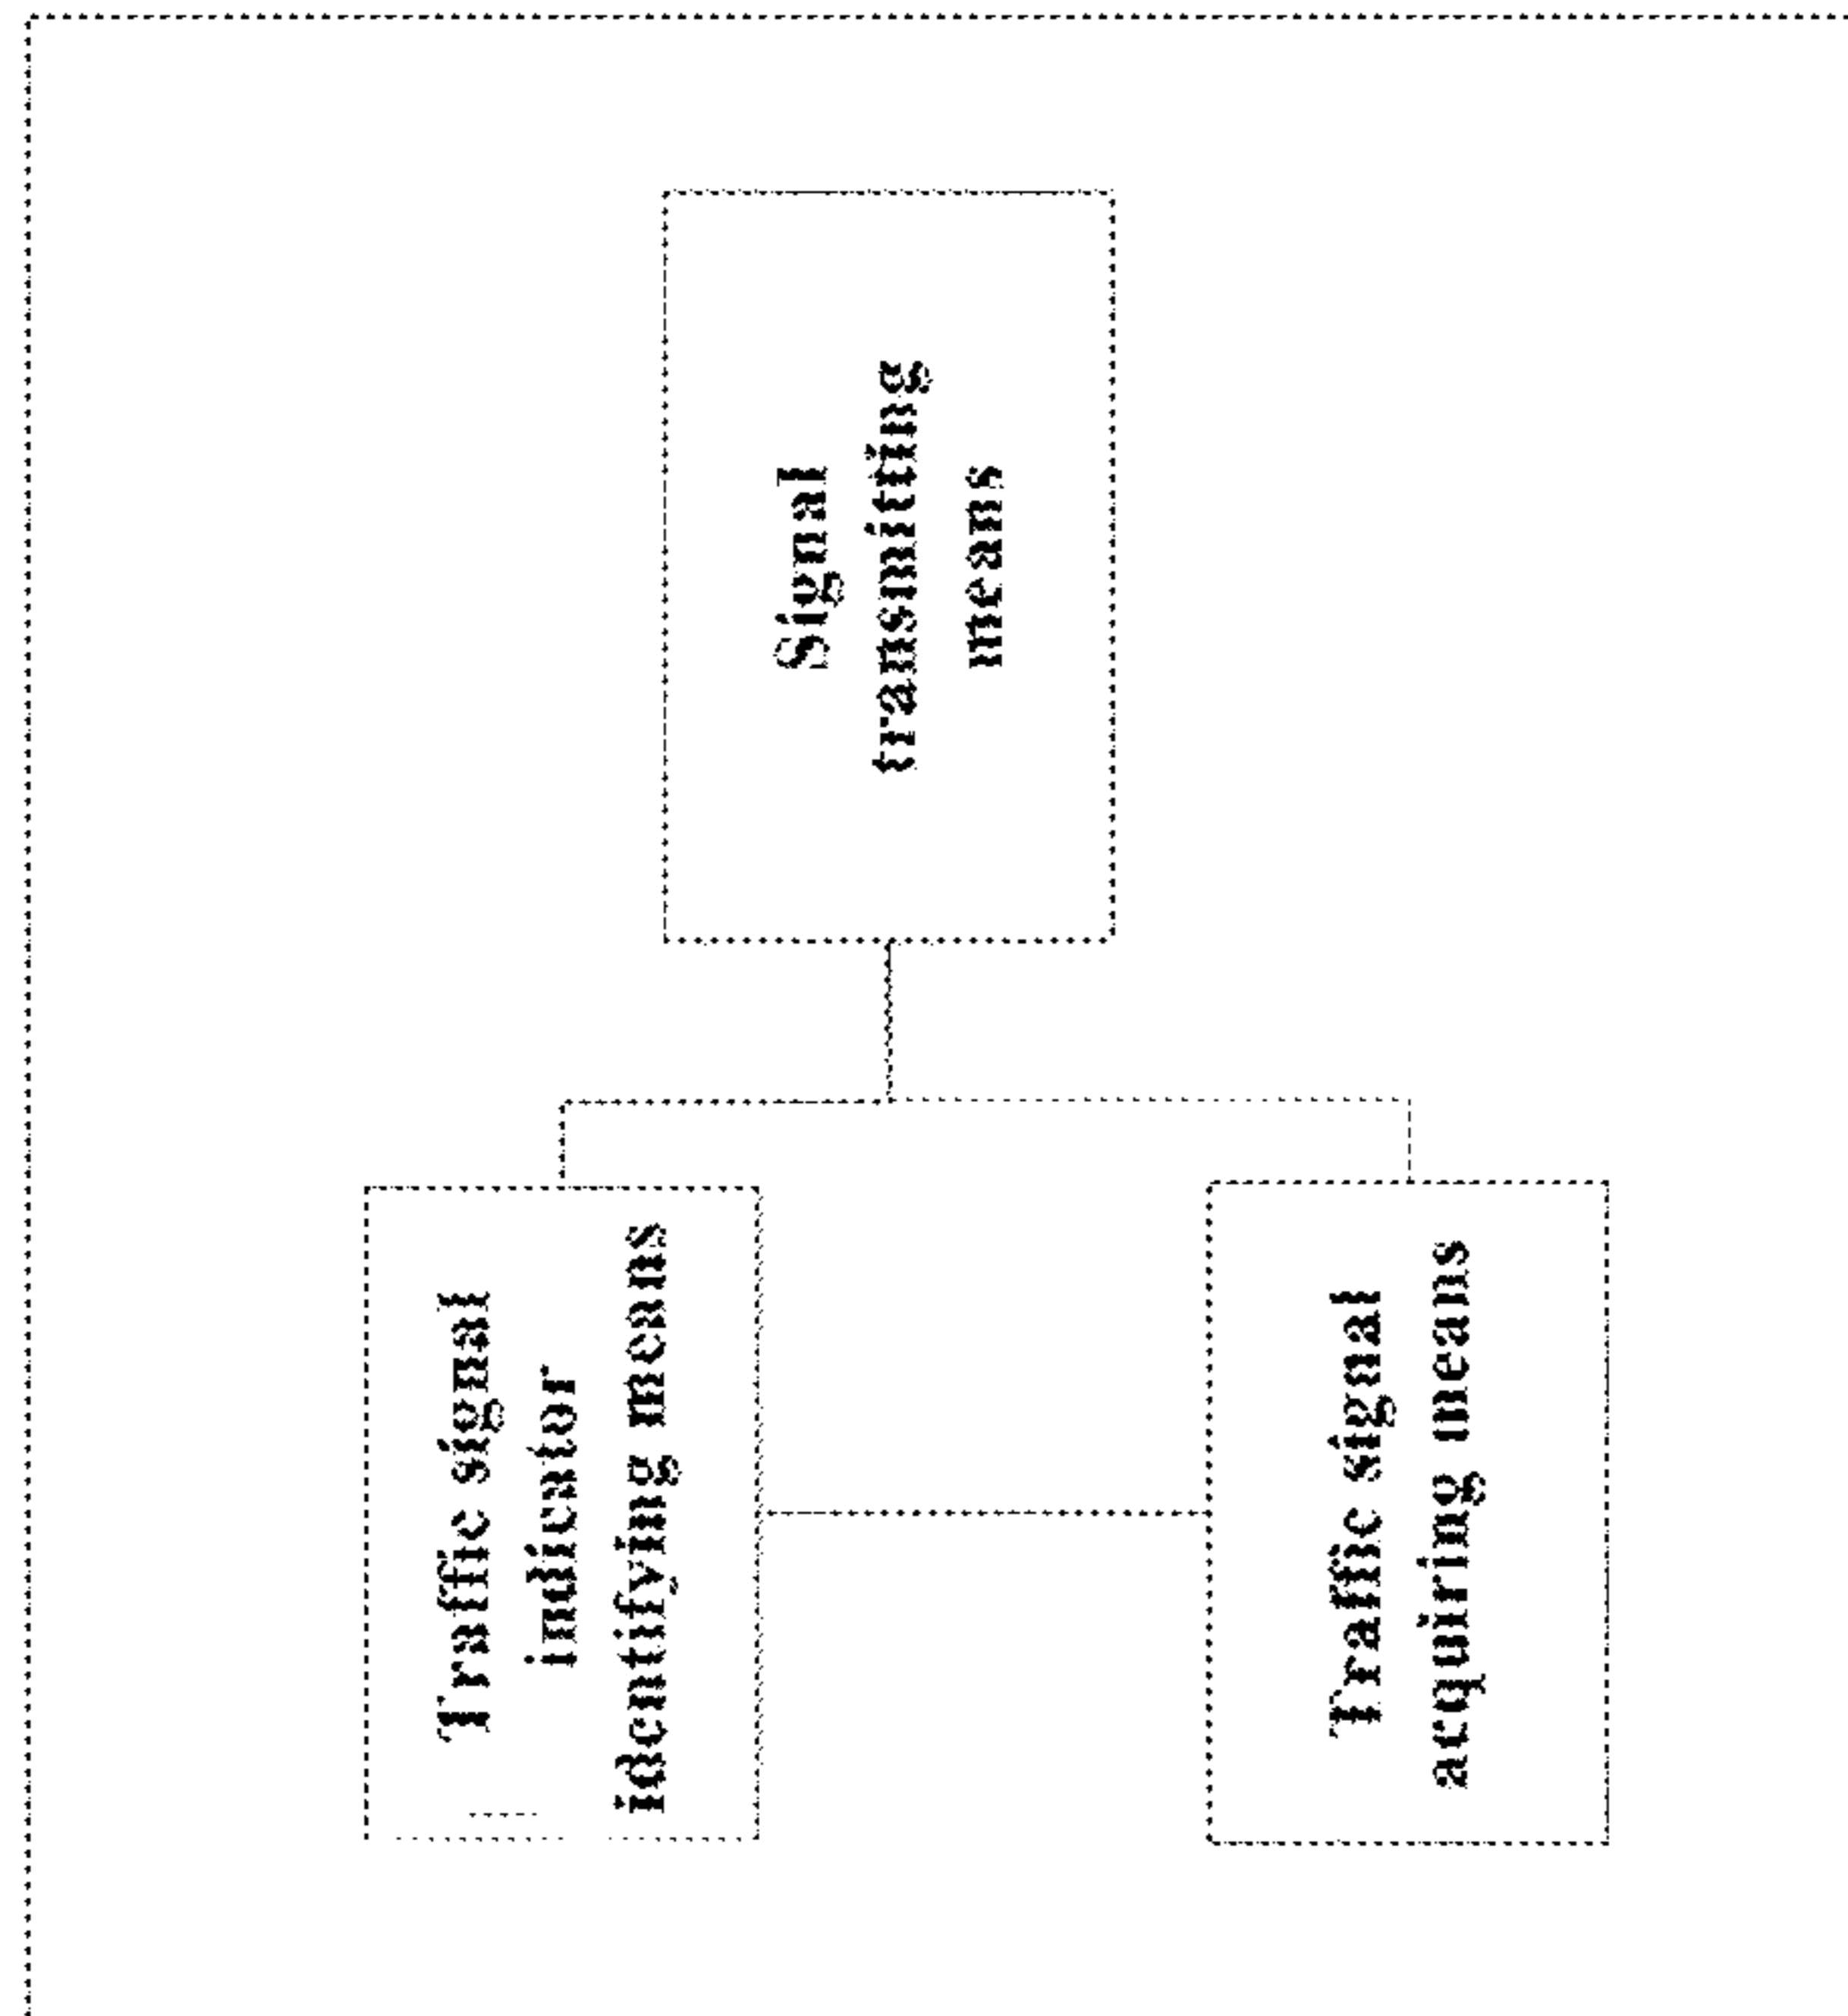 Traffic signal
indicator
identifying means
Signal
transmitting
means
Traffic signal
acquiring means